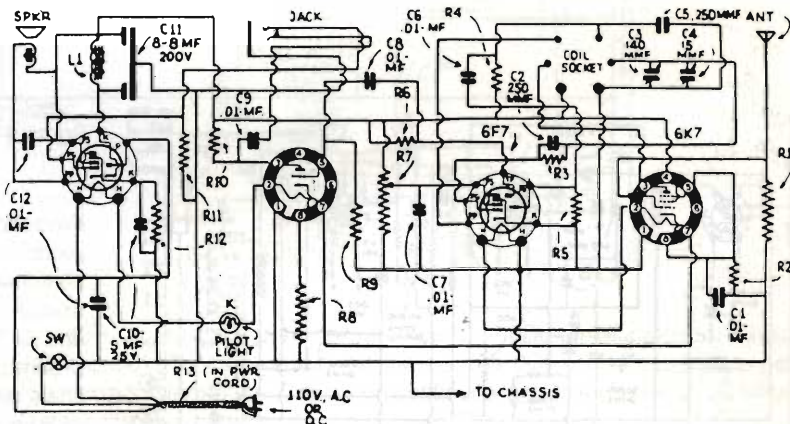 SPKR
L1
C11
8-8 MF
200V
JACK
C8
.01-
MF
C9
.01-MF
C6
.01-
MF
R4
C2
250
MMF
COIL
SOCKET
C3
140
MMF
C4
15
MMF
C5, 250MMF
ANT
R6
R7
6F7
R3
6K7
R1
C12
.01-
MF
R10
R11
R12
R9
C7
.01-
MF
R5
R2
C1
.01-
MF
R8
C10-
5 MF
25V.
K
PILOT
LIGHT
SW
R13 (IN PWR
CORD)
110V, A.C
OR
D.C
TO CHASSIS